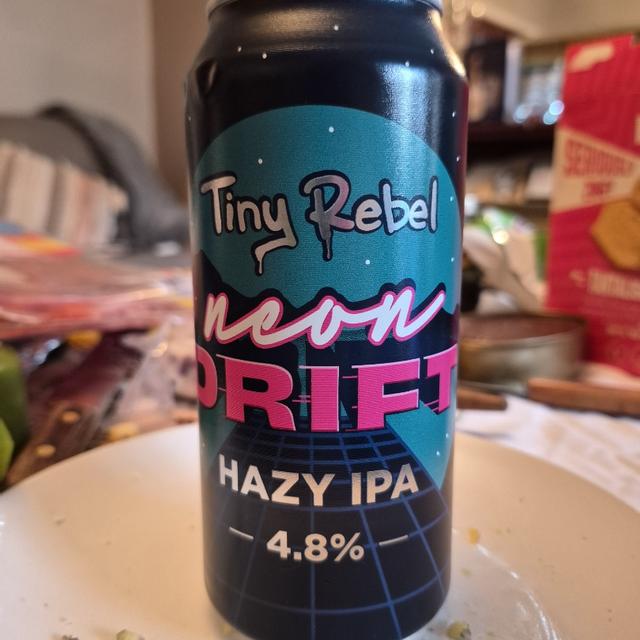 Tiny Rebel
neon
DRIFT
HAZY IPA
4.8%